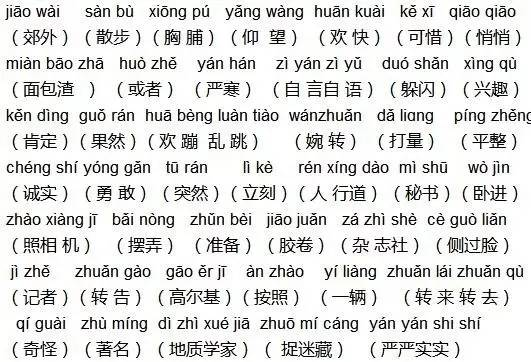 jiāo wài sàn bù xiōng pú yǎng wàng huān kuài kě xī qiāo qiāo
（郊外）（散步）（胸 脯）（仰 望）（欢 快）（可惜）（悄悄）
miàn bāo zhā huò zhě yán hán zì yán zì yǔ duó shǎn xìng qù
（面包渣 ）（或者）（严寒）（自 言自 语）（躲闪）（兴趣）
kěn dìng guǒ rán huā bèng luàn tiào wánzhuǎn dǎ liɑng píng zhěng
（肯定）（果然）（欢 蹦 乱 跳） （婉 转）（打量）（平整）
chéng shí yóng gǎn tū rán lì kè rén xíng dào mì shū wò jìn
（诚实）（勇 敢）（突然）（立刻）（人 行道）（秘书）（卧进）
zhào xiàng jī bǎi nòng zhǔn bèi jiāo juǎn zá zhì shè cè guò liǎn
（照相 机）（摆弄）（准备）（胶卷）（杂 志社）（侧过脸）
jì zhě zhuǎn gào gāo ěr jī àn zhào yí liàng zhuǎn lái zhuǎn qù
（记者）（转 告）（高尔基）（按照）（一辆）（转 来 转 去）
qí guài zhù míng dì zhì xué jiā zhuō mí cáng yán yán shi shí
（奇怪）（著名）（地质学家）（ 捉迷藏）（严严实实）